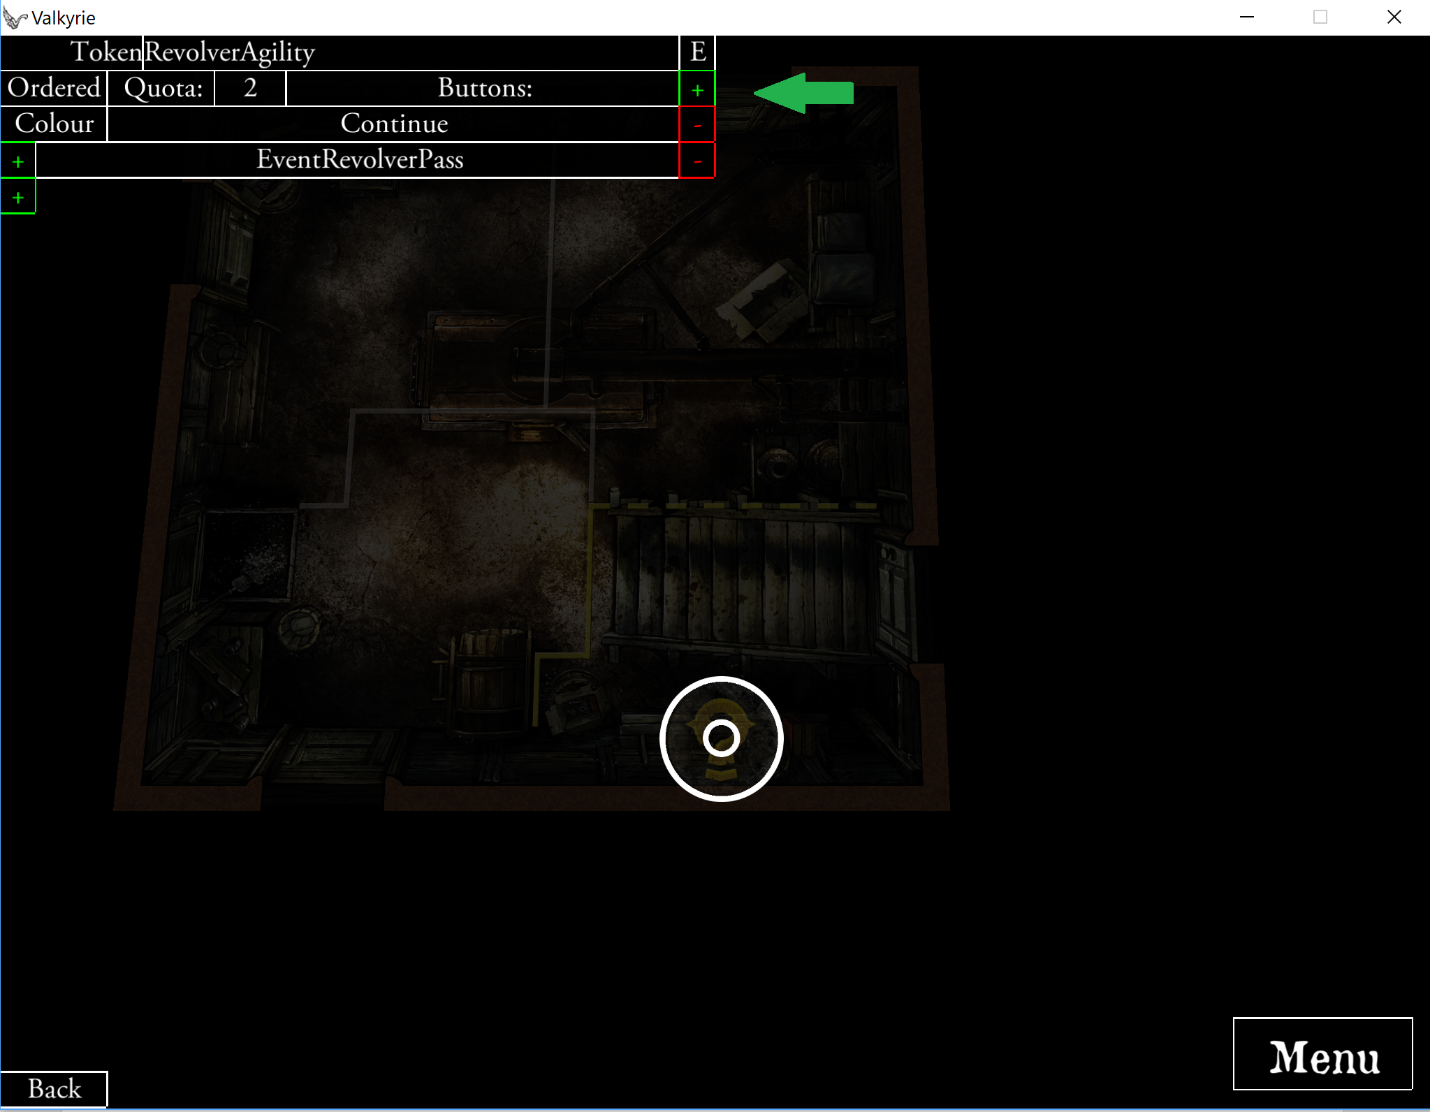 Valkyrie
Token RevolverAgility E
Ordered Quota: 2 Buttons: +
Colour Continue -
+ EventRevolverPass -
+
Menu
Back